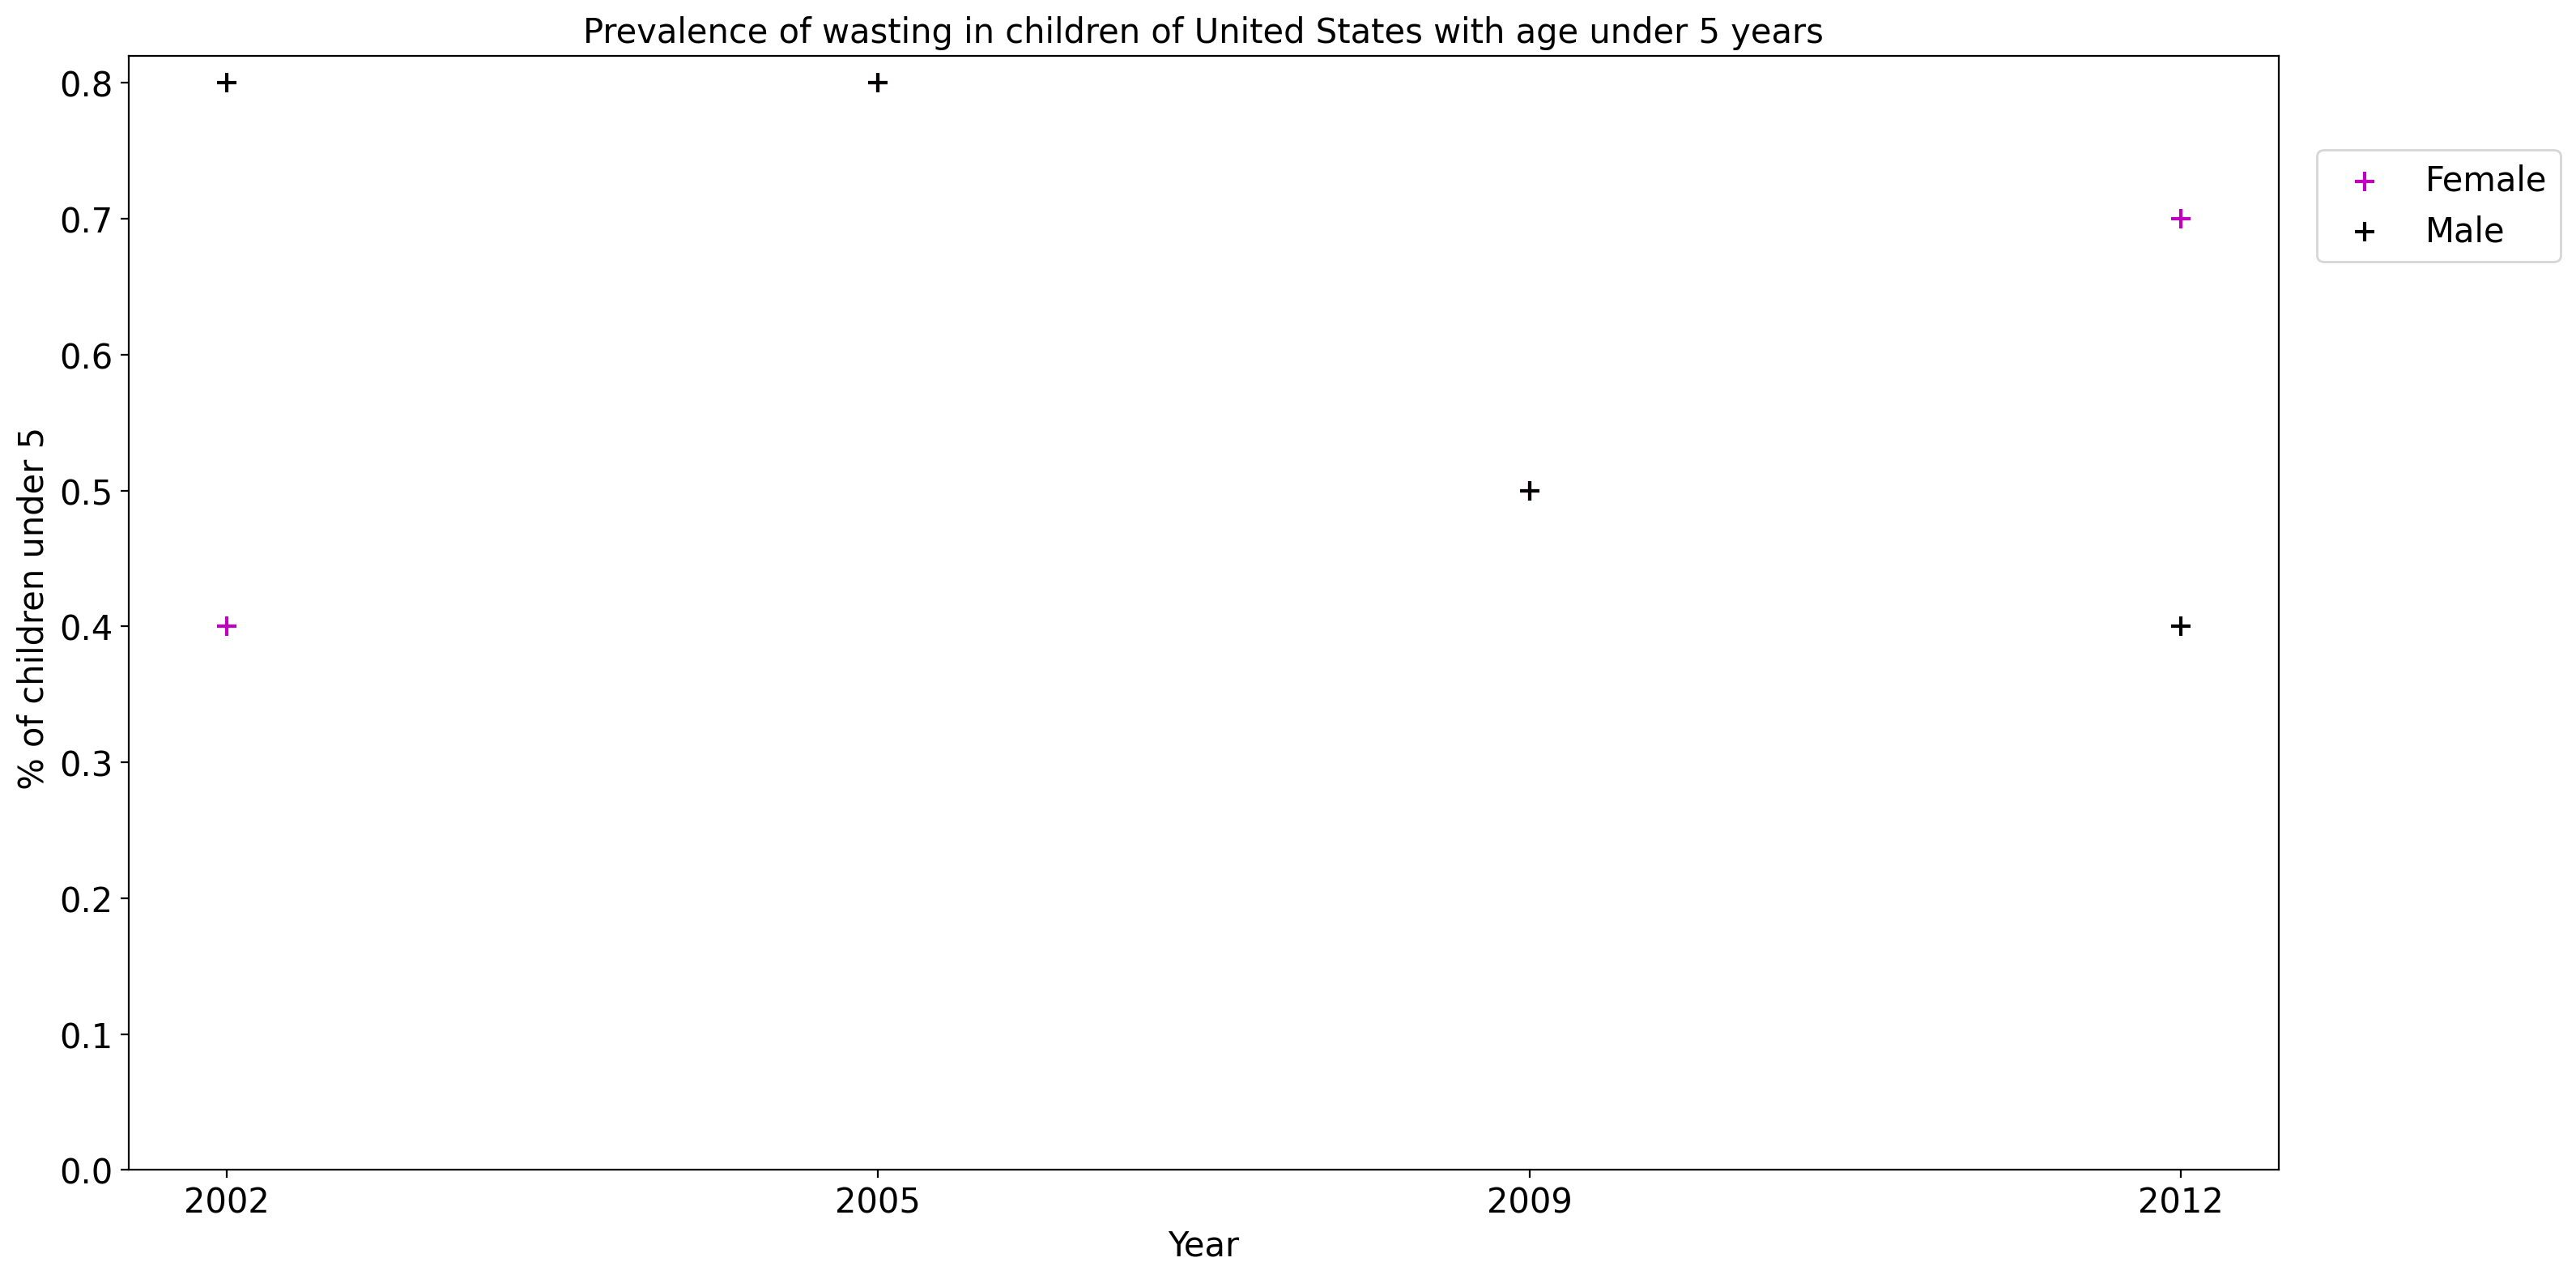 Prevalence of wasting in children of United States with age under 5 years
% of children under 5
0.8
0.7
0.6
0.5
0.4
0.3
0.2
0.1
0.0
2002 2005 2009 2012
Year
Female
Male